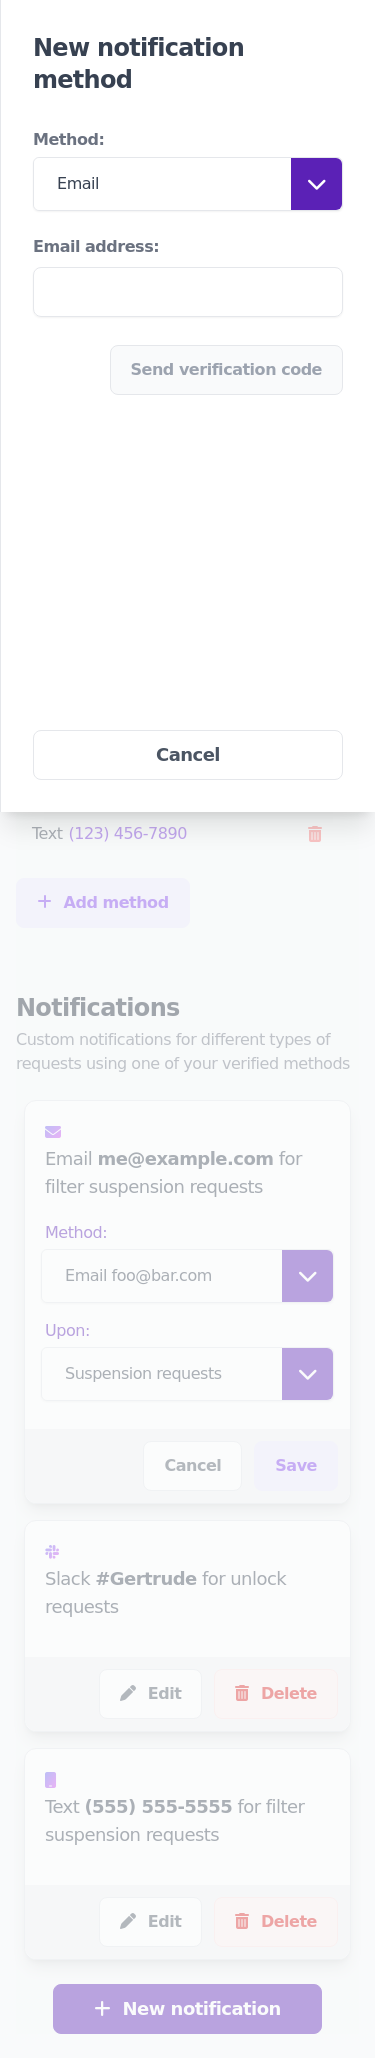 New notification
method
Method:
Email
Email address:
Send verification code
Cancel
Text (123) 456-7890
Add method
Notifications
Custom notifications for different types of
requests using one of your verified methods
Email me@example.com for
filter suspension requests
Method:
Email foo@bar.com
Upon:
Suspension requests
Cancel
Save
Slack #Gertrude for unlock
requests
Edit
Delete
Text (555) 555-5555 for filter
suspension requests
Edit
Delete
New notification